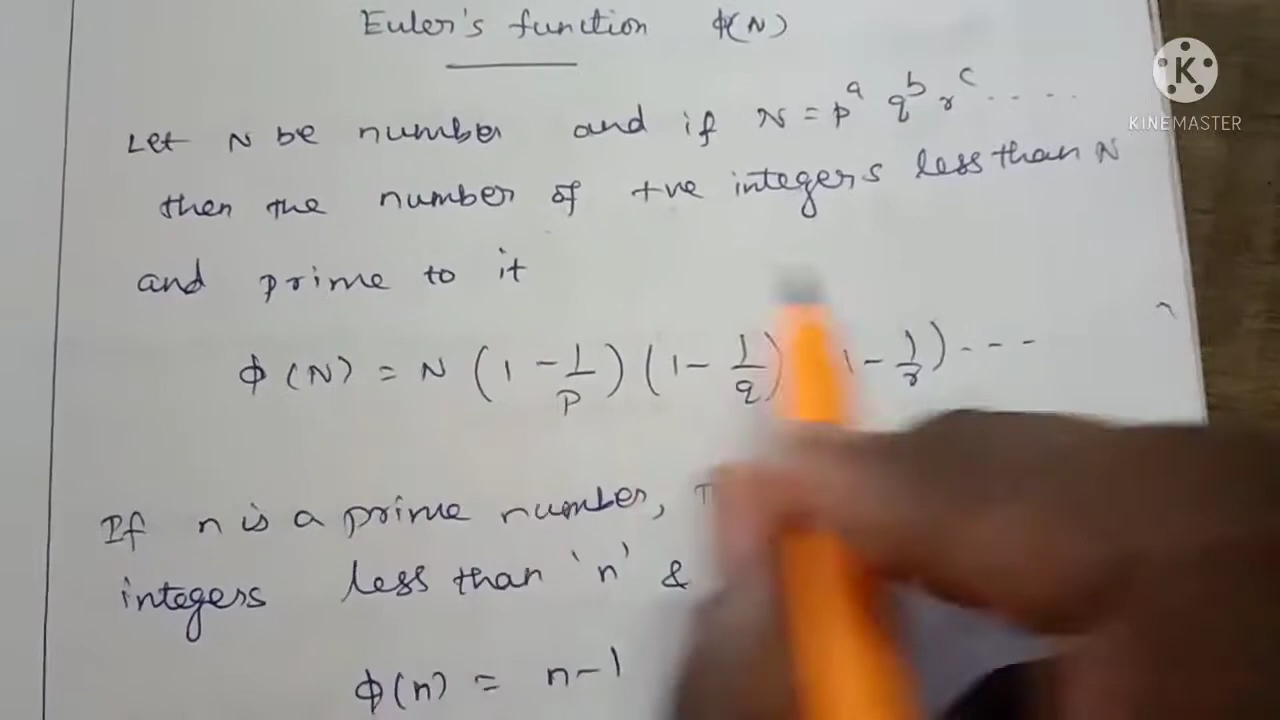 Euler's function ϕ(N)
Let N be number and if N = p^a q^b r^c ....
then the number of +ve integers less than N
and prime to it
ϕ(N) = N (1 - 1/p) (1 - 1/q) 1 - 1/r) ---
If n is a prime number,
integers less than 'n' &
ϕ(n) = n-1
K
KINEMASTER